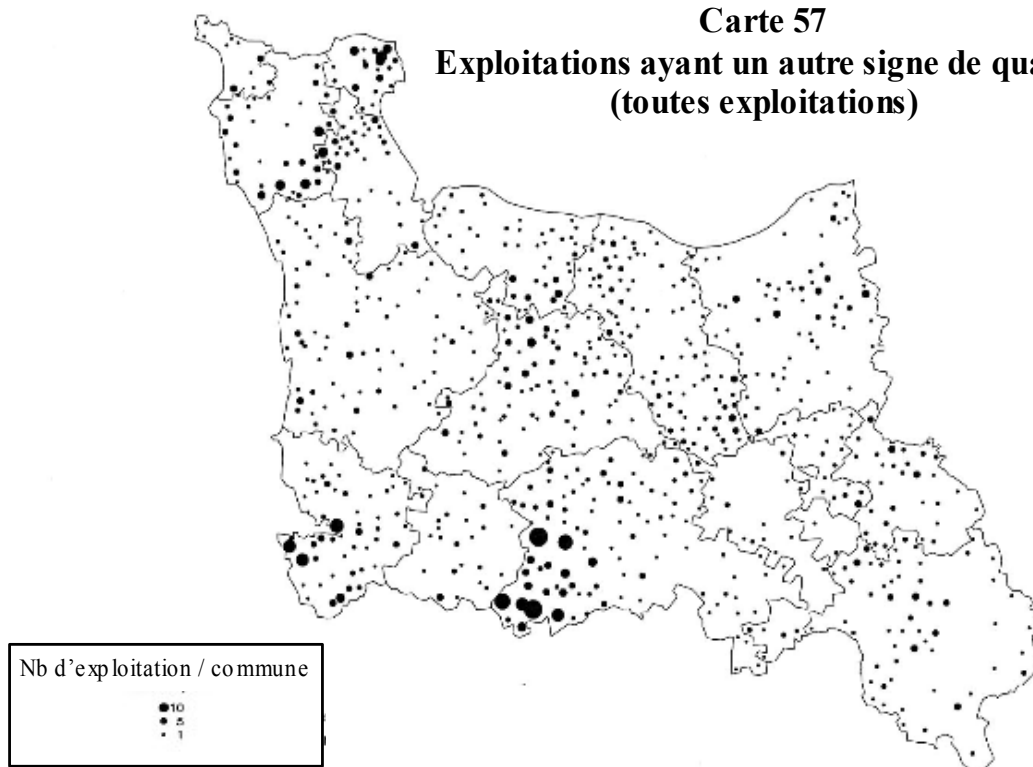 Carte 57
Exploitations ayant un autre signe de qua
(toutes exploitations)
Nb d'exploitation / commune
10
5
1